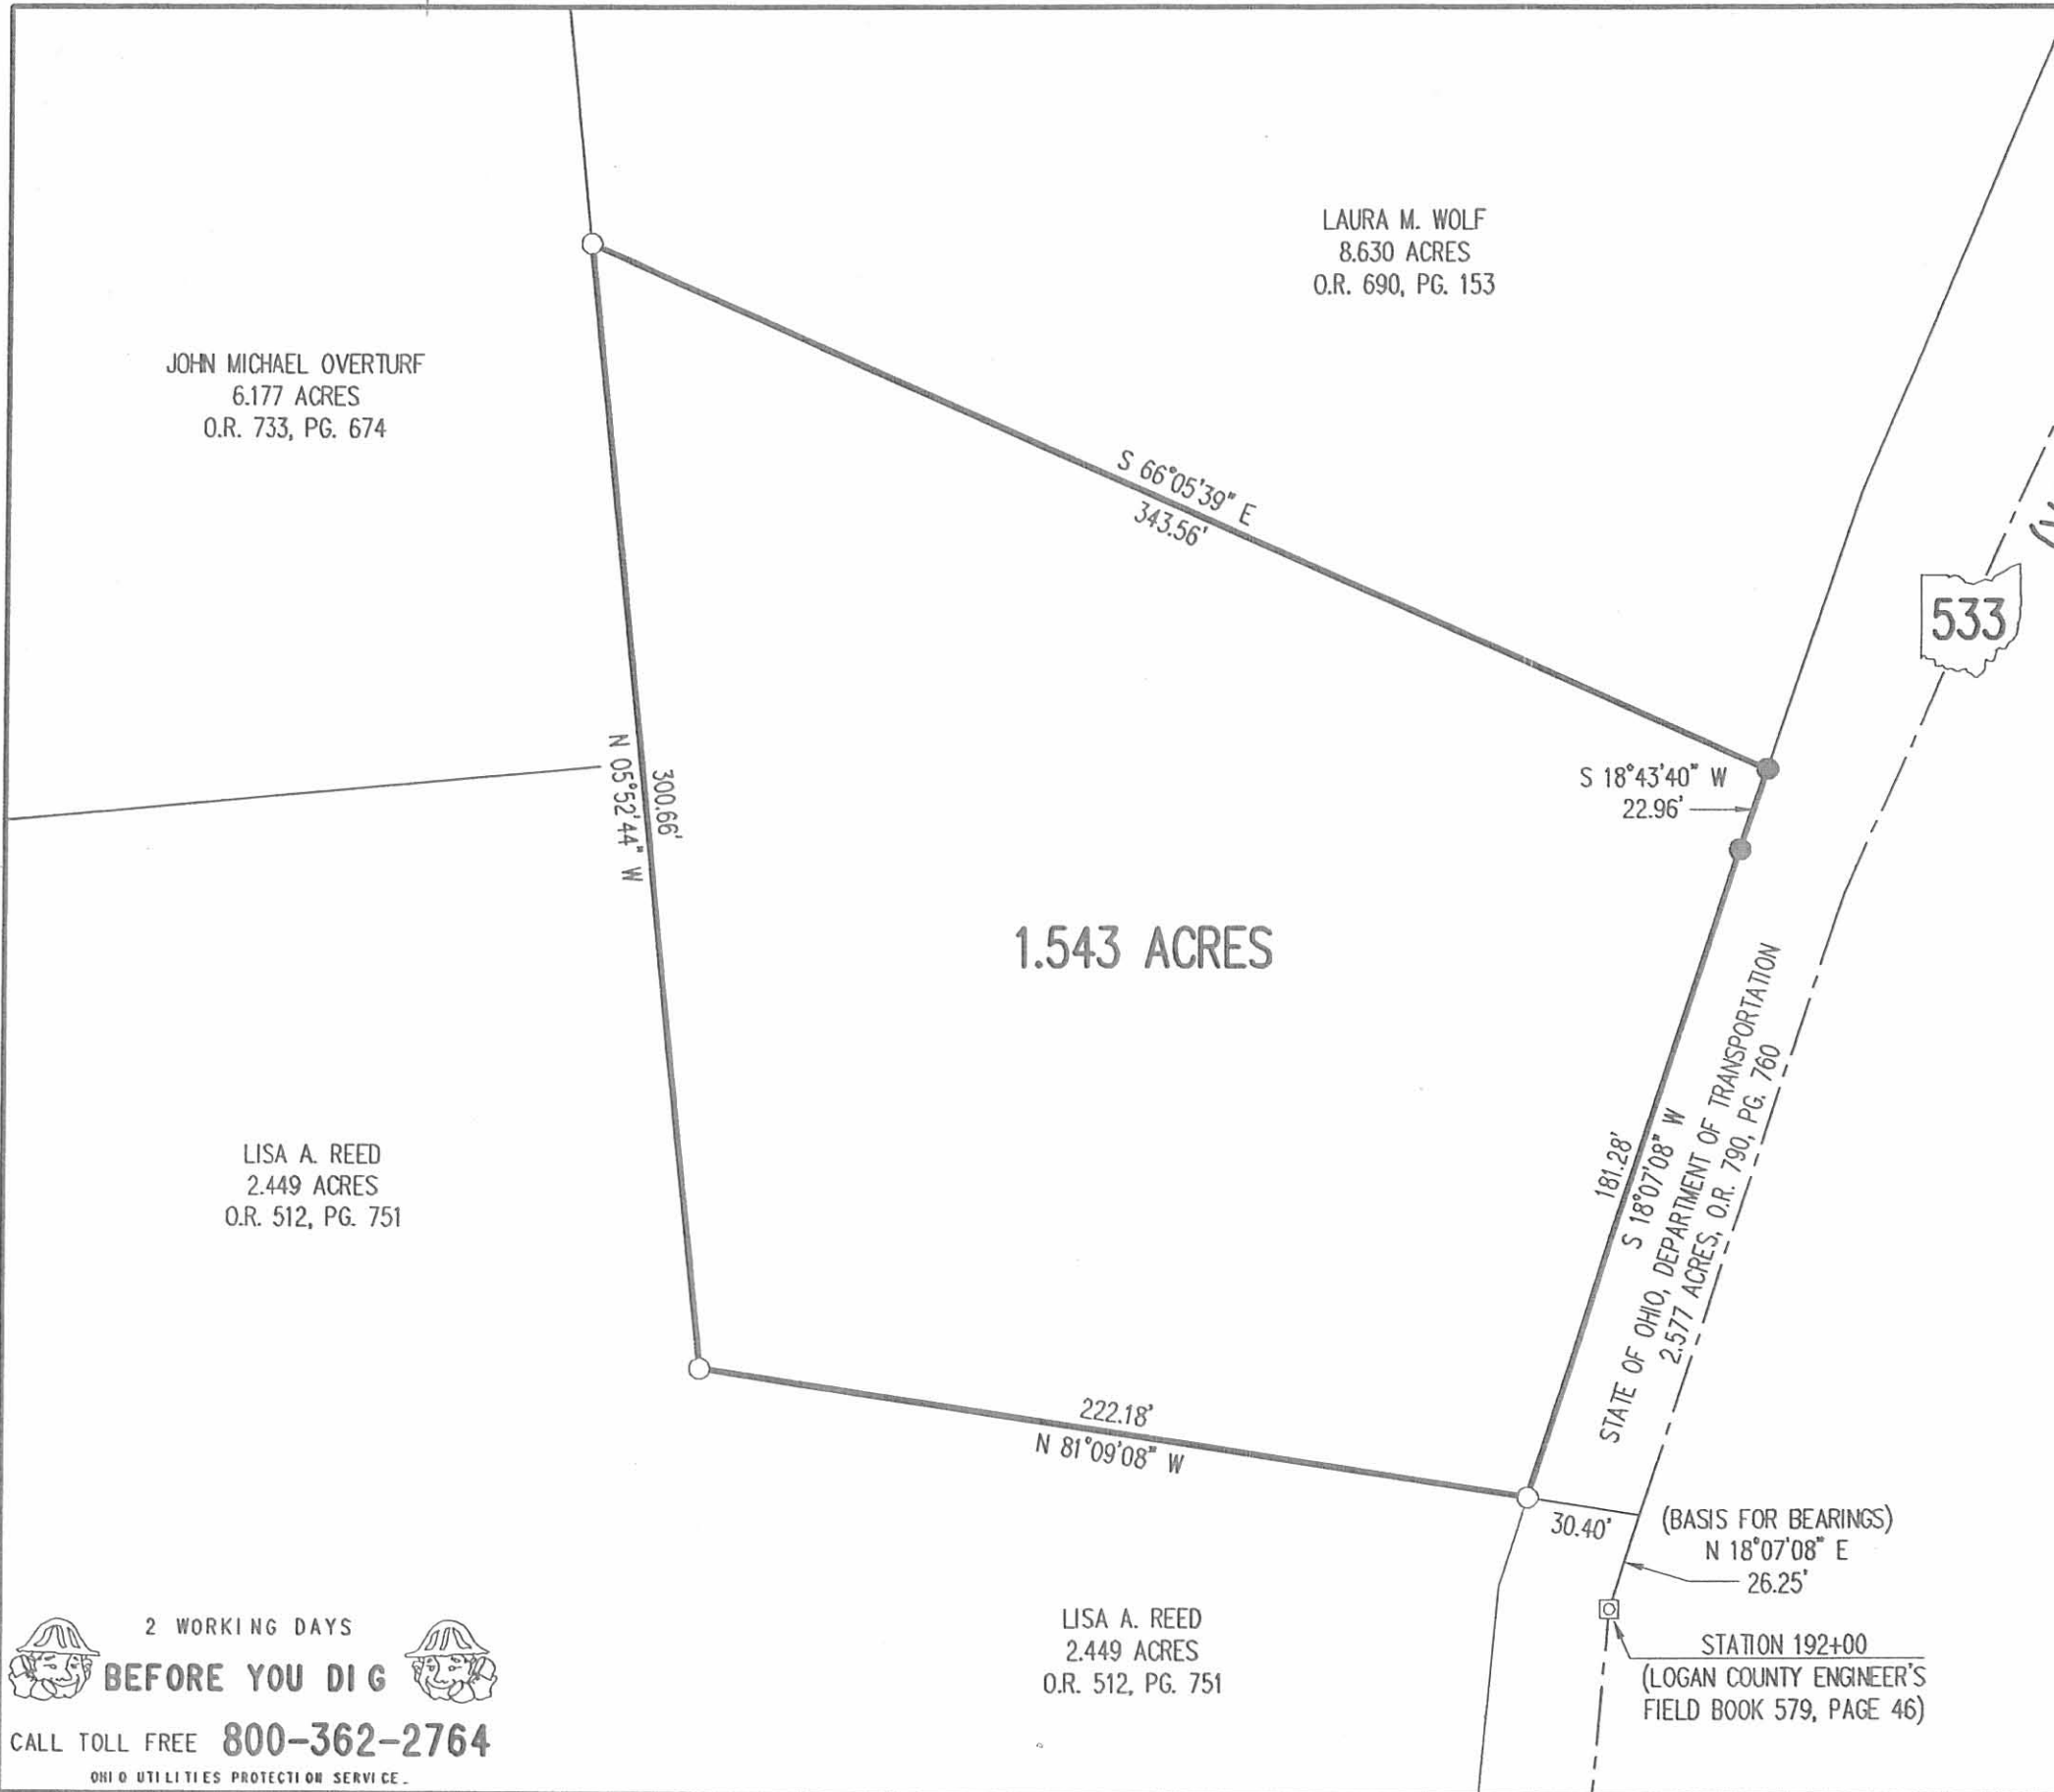 LAURA M. WOLF
8.630 ACRES
O.R. 690, PG. 153
JOHN MICHAEL OVERTURF
6.177 ACRES
O.R. 733, PG. 674
S 66°05'39" E
343.56'
533
S 18°43'40" W
22.96'
300.66'
N 05°52'44" W
1.543 ACRES
181.28'
S 18°07'08" W
STATE OF OHIO, DEPARTMENT OF TRANSPORTATION
2.577 ACRES, O.R. 790, PG. 760
LISA A. REED
2.449 ACRES
O.R. 512, PG. 751
222.18'
N 81°09'08" W
30.40'
(BASIS FOR BEARINGS)
N 18°07'08" E
26.25'
STATION 192+00
(LOGAN COUNTY ENGINEER'S
FIELD BOOK 579, PAGE 46)
LISA A. REED
2.449 ACRES
O.R. 512, PG. 751
2 WORKING DAYS
BEFORE YOU DIG
CALL TOLL FREE 800-362-2764
OHIO UTILITIES PROTECTION SERVICE.